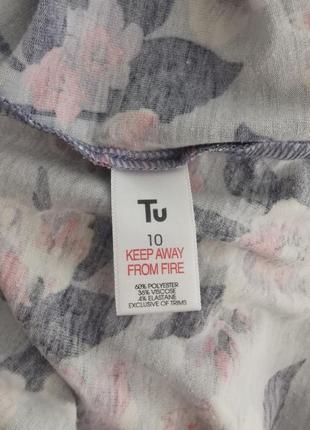 Tu
10
KEEP AWAY
FROM FIRE
60% POLYESTER
36% VISCOSE
4% ELASTANE
EXCLUSIVE OF TRIMS